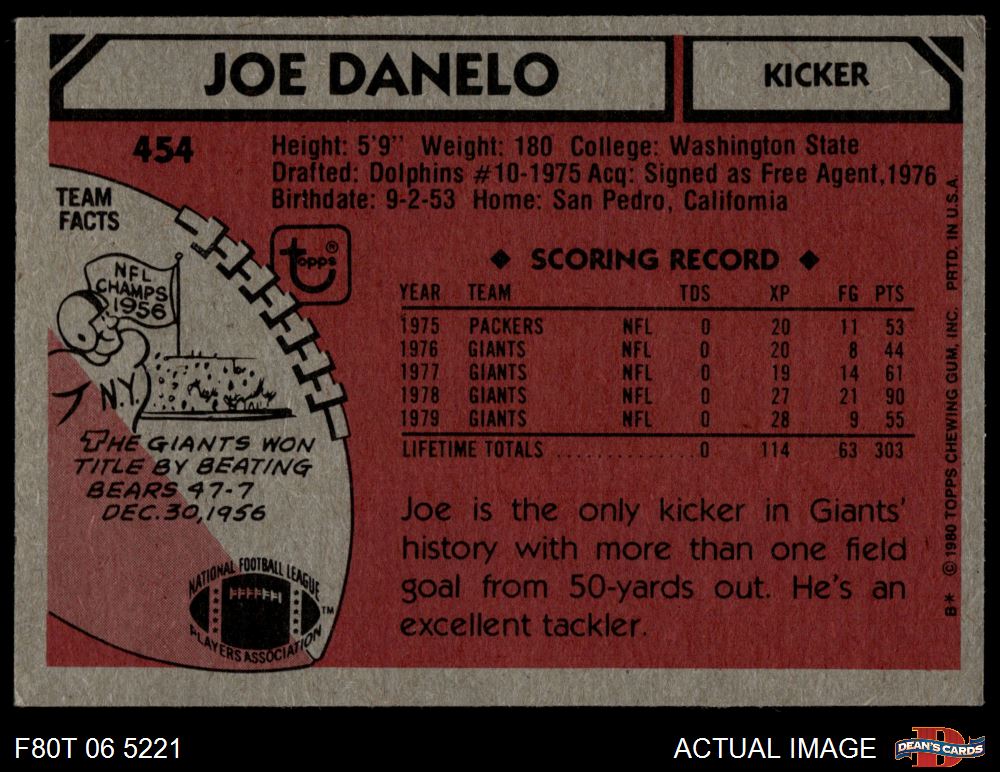 JOE DANELO
KICKER
454
Height: 5'9" Weight: 180 College: Washington State
Drafted: Dolphins #10-1975 Acq: Signed as Free Agent, 1976
Birthdate: 9-2-53 Home: San Pedro, California
TEAM
FACTS
topps®
NFL
CHAMPS
1956
N.Y.
THE GIANTS WON
TITLE BY BEATING
BEARS 47-7
DEC. 30, 1956
NATIONAL FOOTBALL LEAGUE
PLAYERS ASSOCIATION
TM
◆ SCORING RECORD ◆
YEAR TEAM TDS XP FG PTS
1975 PACKERS NFL 0 20 11 53
1976 GIANTS NFL 0 20 8 44
1977 GIANTS NFL 0 19 14 61
1978 GIANTS NFL 0 27 21 90
1979 GIANTS NFL 0 28 9 55
LIFETIME TOTALS ..............0 114 63 303
Joe is the only kicker in Giants'
history with more than one field
goal from 50-yards out. He's an
excellent tackler.
B* © 1980 TOPPS CHEWING GUM, INC. PRTD. IN U.S.A.
F80T 06 5221
ACTUAL IMAGE
D
DEAN'S CARDS